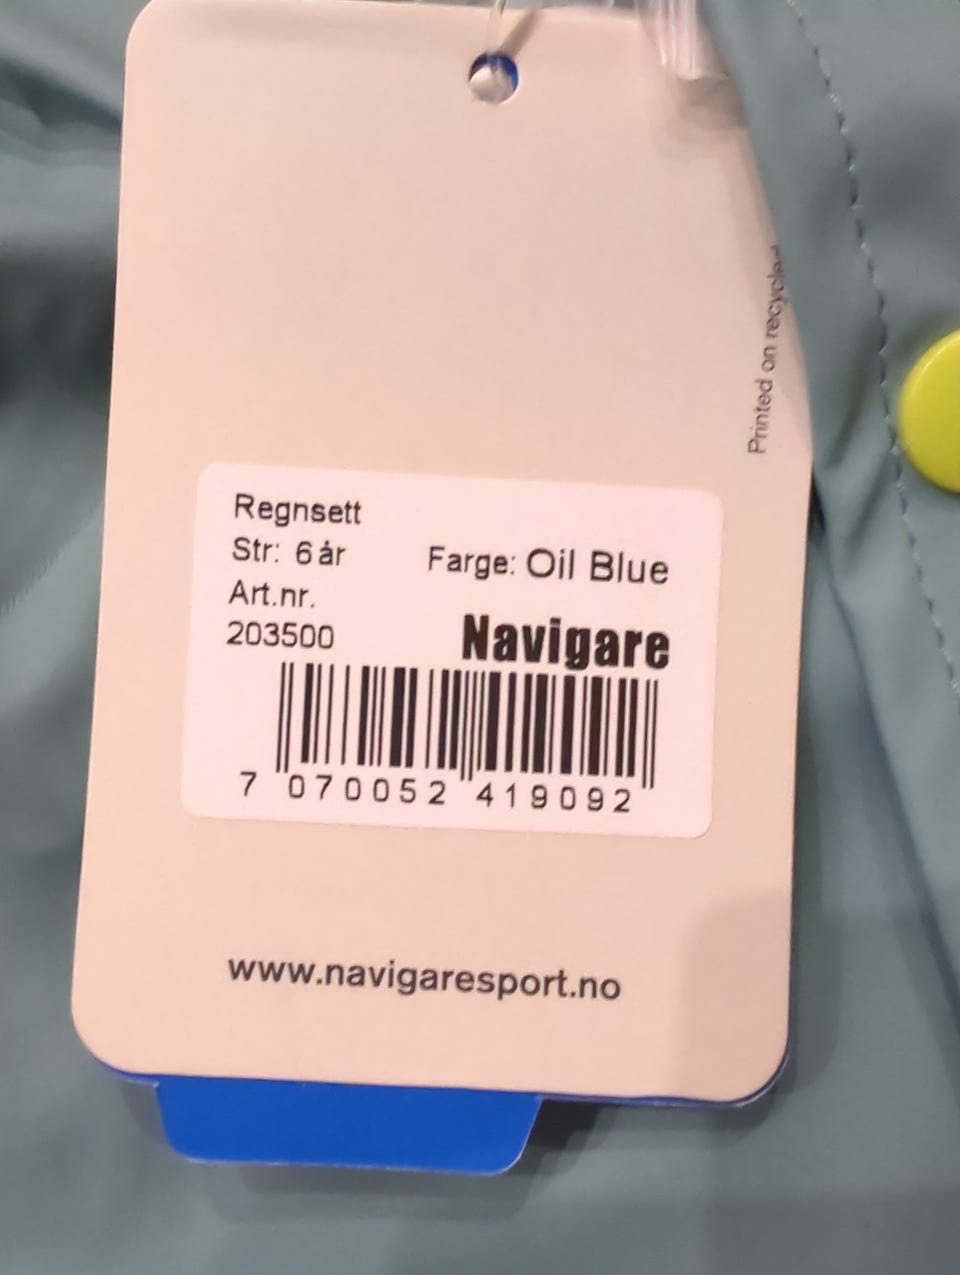 Printed on recycled
Regnsett
Str: 6 år
Farge: Oil Blue
Art.nr.
203500
Navigare
7 070052 419092
www.navigaresport.no